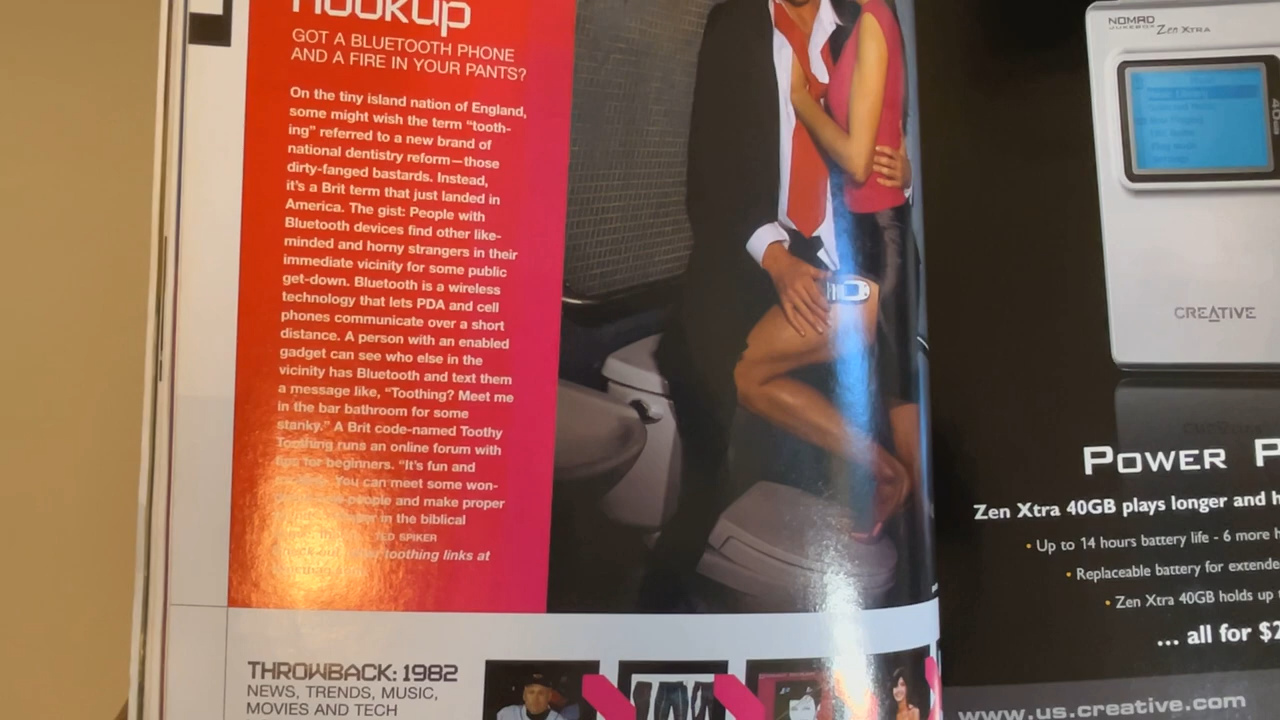 hookup
GOT A BLUETOOTH PHONE
AND A FIRE IN YOUR PANTS?
On the tiny island nation of England,
some might wish the term “tooth-
ing” referred to a new brand of
national dentistry reform—those
dirty-fanged bastards. Instead,
it’s a Brit term that just landed in
America. The gist: People with
Bluetooth devices find other like-
minded and horny strangers in their
immediate vicinity for some public
get-down. Bluetooth is a wireless
technology that lets PDA and cell
phones communicate over a short
distance. A person with an enabled
gadget can see who else in the
vicinity has Bluetooth and text them
a message like, “Toothing? Meet me
in the bar bathroom for some
stanky.” A Brit code-named Toothy
Toothing runs an online forum with
tips for beginners. “It’s fun and
You can meet some won-
people and make proper
in the biblical
TED SPIKER
toothing links at
THROWBACK: 1982
NEWS, TRENDS, MUSIC,
MOVIES AND TECH
NOMAD
JUKEBOX Zen XTRA
CREATIVE
POWER P
Zen Xtra 40GB plays longer and h
• Up to 14 hours battery life - 6 more h
• Replaceable battery for extende
• Zen Xtra 40GB holds up
... all for $2
www.us.creative.com